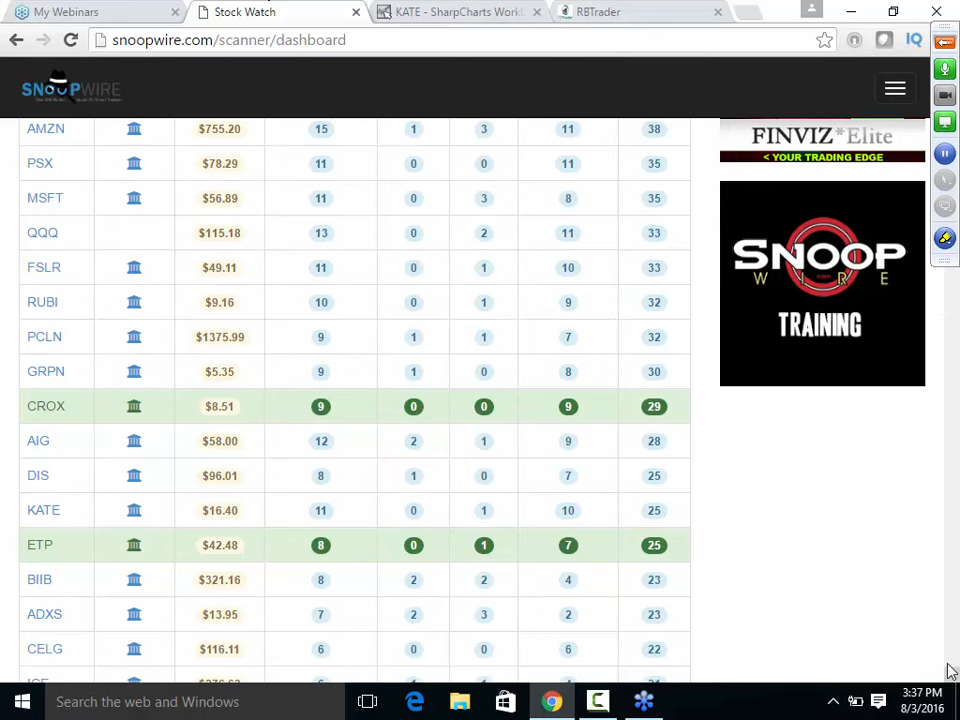 My Webinars
Stock Watch
KATE - SharpCharts Work
RBTrader
snoopwire.com/scanner/dashboard
IQ
SNOOPWIRE
AMZN $755.20 15 1 3 11 38
PSX $78.29 11 0 0 11 35
MSFT $56.89 11 0 3 8 35
QQQ $115.18 13 0 2 11 33
FSLR $49.11 11 0 1 10 33
RUBI $9.16 10 0 1 9 32
PCLN $1375.99 9 1 1 7 32
GRPN $5.35 9 1 0 8 30
CROX $8.51 9 0 0 9 29
AIG $58.00 12 2 1 9 28
DIS $96.01 8 1 0 7 25
KATE $16.40 11 0 1 10 25
ETP $42.48 8 0 1 7 25
BIIB $321.16 8 2 2 4 23
ADXS $13.95 7 2 3 2 23
CELG $116.11 6 0 0 6 22
FINVIZ*Elite
< YOUR TRADING EDGE
SNOOP
WIRE
.com
TRAINING
Search the web and Windows
3:37 PM
8/3/2016